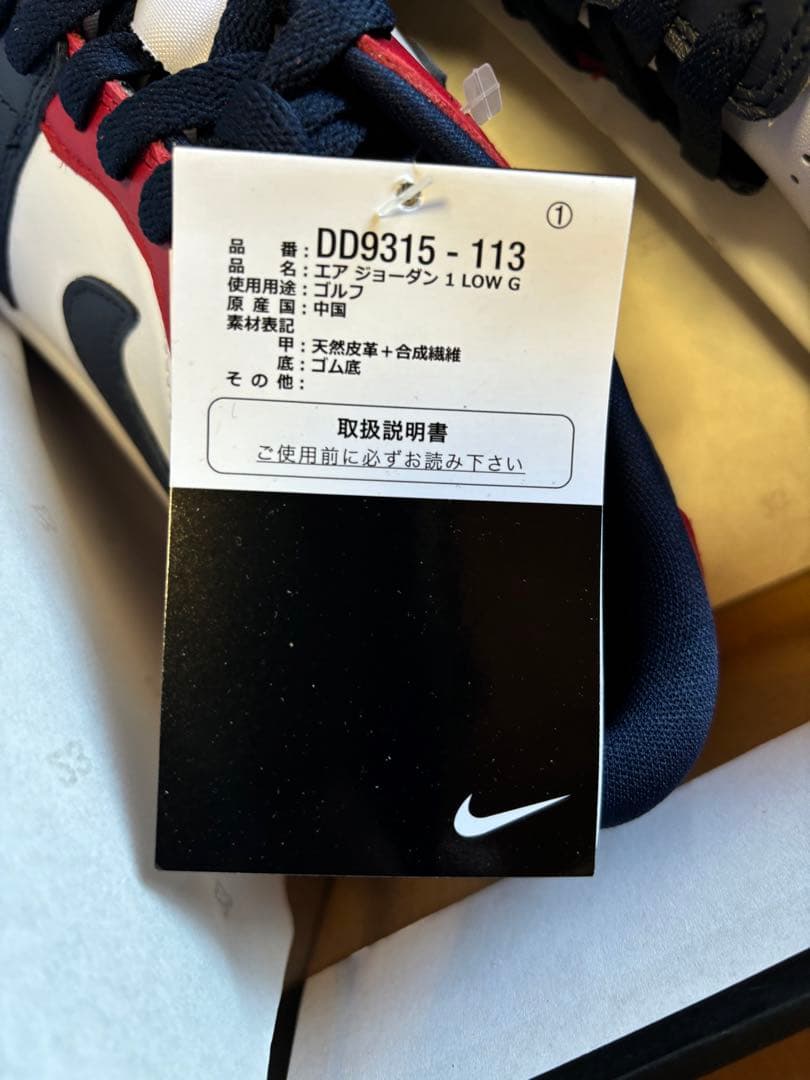 ①
品番：DD9315 - 113
品名：エア ジョーダン 1 LOW G
使用用途：ゴルフ
原産国：中国
素材表記
甲：天然皮革＋合成繊維
底：ゴム底
その他：
取扱説明書
ご使用前に必ずお読み下さい